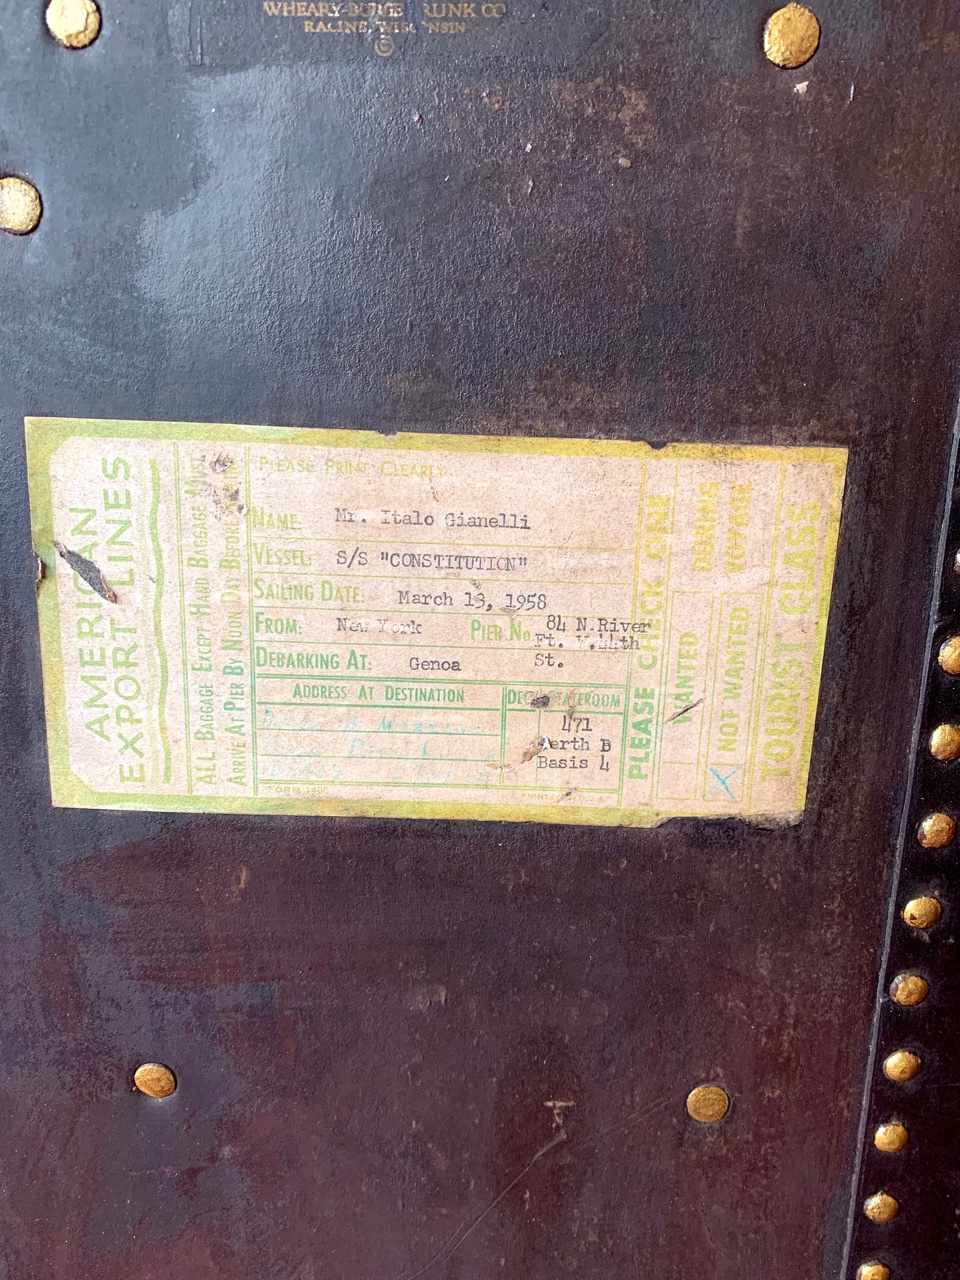 WHEARY-BURGE TRUNK CO
RACINE, WISCONSIN
AMERICAN
EXPORT LINES
ALL BAGGAGE EXCEPT HAND BAGGAGE MUST
ARRIVE AT PIER BY NOON DAY BEFORE
PLEASE PRINT CLEARLY
NAME: Mr. Italo Gianelli
VESSEL: S/S "CONSTITUTION"
SAILING DATE: March 13, 1958
FROM: New York PIER NO. 84 N.River
Ft. W.44th
DEBARKING AT: Genoa St.
ADDRESS AT DESTINATION
DECK STATEROOM
471
Berth B
Basis 4
FORM 1400
PLEASE CHECK ONE
WANTED DURING
NOT WANTED VOYAGE
X
TOURIST CLASS